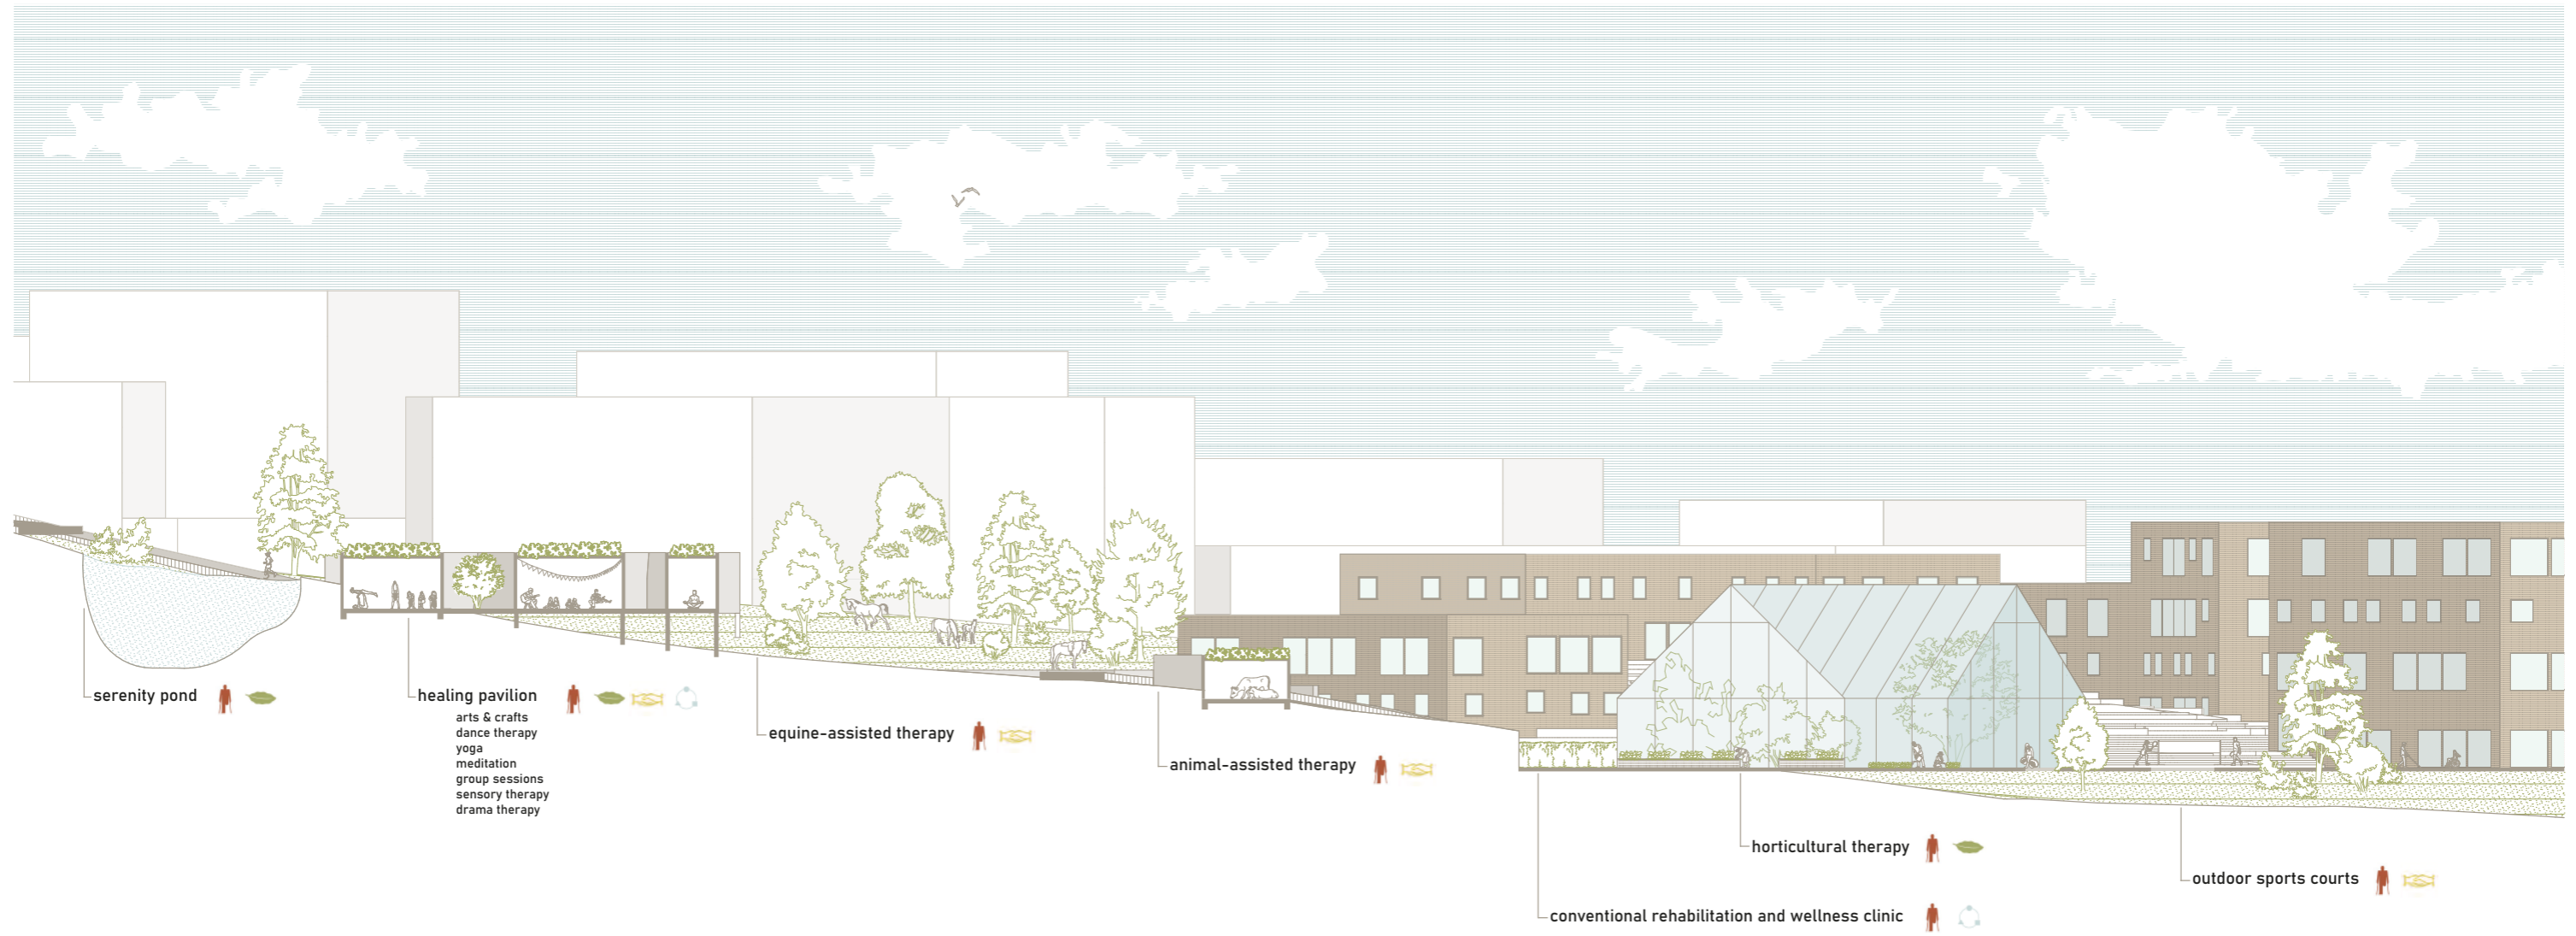 serenity pond
healing pavilion
arts & crafts
dance therapy
yoga
meditation
group sessions
sensory therapy
drama therapy
equine-assisted therapy
animal-assisted therapy
horticultural therapy
outdoor sports courts
conventional rehabilitation and wellness clinic